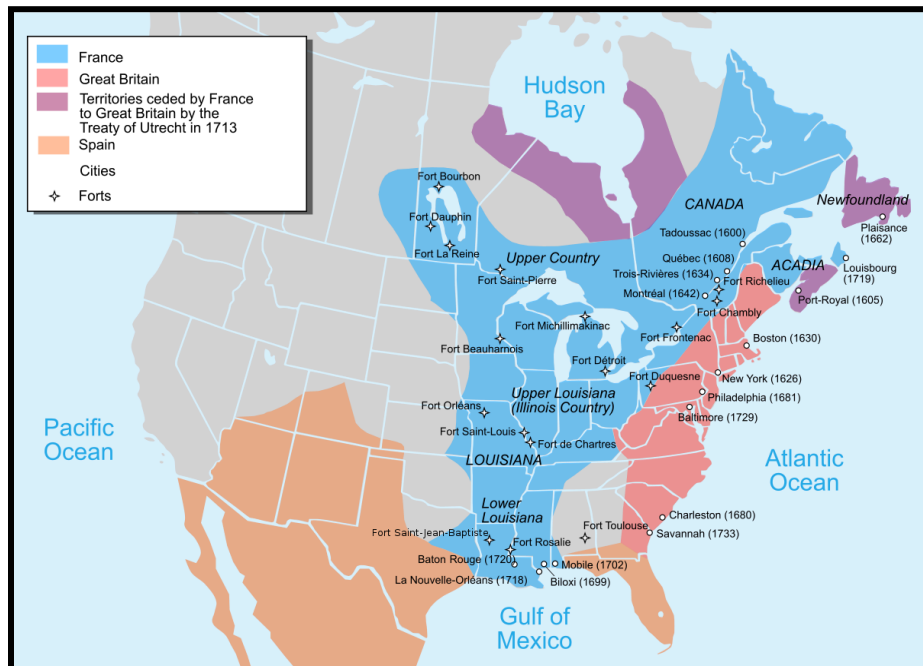 France
Great Britain
Territories ceded by France
to Great Britain by the
Treaty of Utrecht in 1713
Spain
Cities
Forts
Hudson
Bay
Fort Bourbon
Fort Dauphin
Fort La Reine
Upper Country
Fort Saint-Pierre
CANADA
Newfoundland
Plaisance
(1662)
Tadoussac (1600)
Québec (1608)
ACADIA
Louisbourg
(1719)
Trois-Rivières (1634)
Fort Richelieu
Montréal (1642)
Port-Royal (1605)
Fort Chambly
Fort Michillimakinac
Fort Frontenac
Fort Beauharnois
Boston (1630)
Fort Détroit
Fort Duquesne
New York (1626)
Upper Louisiana
(Illinois Country)
Philadelphia (1681)
Fort Orléans
Baltimore (1729)
Pacific
Ocean
Fort Saint-Louis
Fort de Chartres
LOUISIANA
Atlantic
Ocean
Lower
Louisiana
Charleston (1680)
Fort Saint-Jean-Baptiste
Fort Toulouse
Savannah (1733)
Fort Rosalie
Baton Rouge (1720)
Mobile (1702)
La Nouvelle-Orléans (1718)
Biloxi (1699)
Gulf of
Mexico